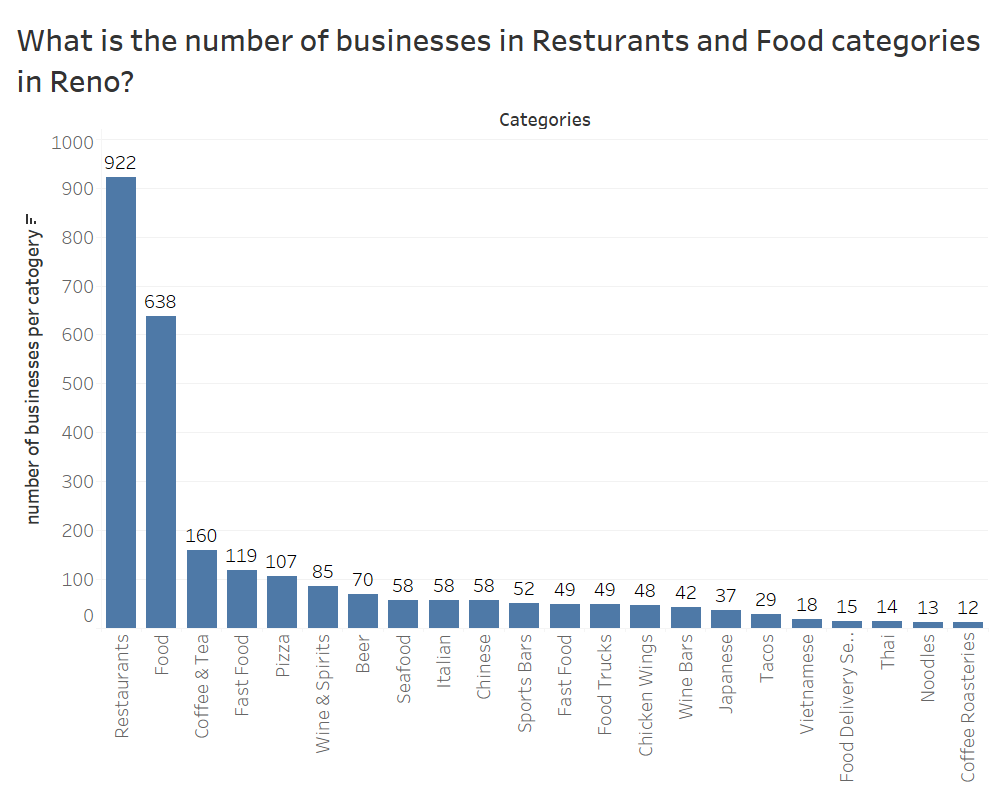 What is the number of businesses in Resturants and Food categories
in Reno?
Categories
number of businesses per catogery
1000
900
800
700
600
500
400
300
200
100
0
922
638
160
119
107
85
70
58
58
58
52
49
49
48
42
37
29
18
15
14
13
12
Restaurants
Food
Coffee & Tea
Fast Food
Pizza
Wine & Spirits
Beer
Seafood
Italian
Chinese
Sports Bars
Fast Food
Food Trucks
Chicken Wings
Wine Bars
Japanese
Tacos
Vietnamese
Food Delivery Se..
Thai
Noodles
Coffee Roasteries